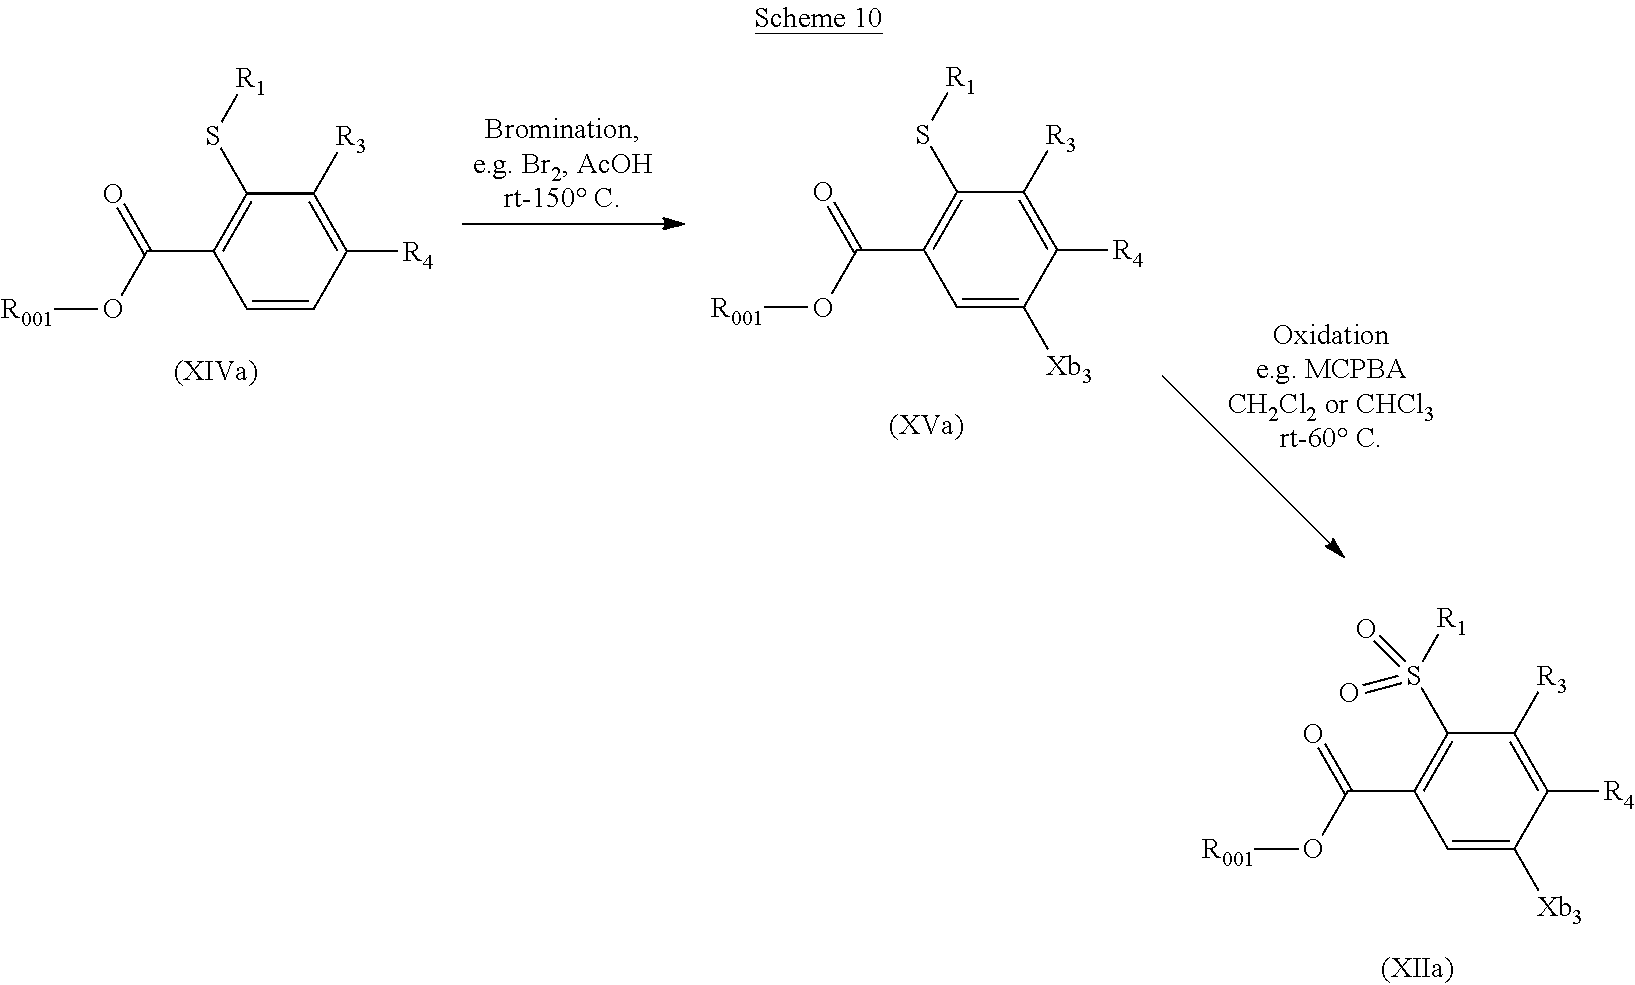 Scheme 10
R1
S
R3
O
R4
R001
O
(XIVa)
Bromination,
e.g. Br2, AcOH
rt-150° C.
R1
S
R3
O
R4
R001
O
Xb3
(XVa)
Oxidation
e.g. MCPBA
CH2Cl2 or CHCl3
rt-60° C.
R1
O
S
O
R3
O
R4
R001
O
Xb3
(XIIa)